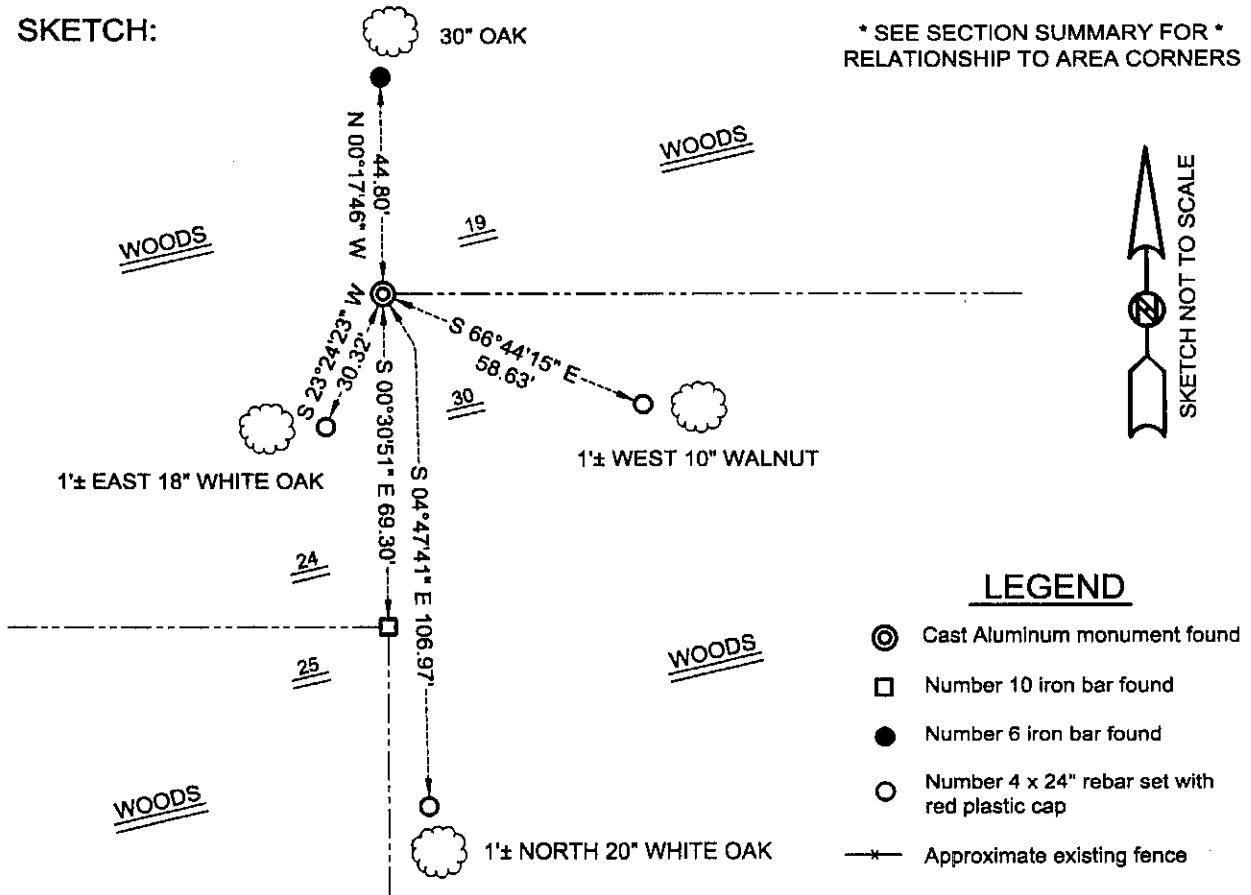 SKETCH:
30" OAK
* SEE SECTION SUMMARY FOR *
RELATIONSHIP TO AREA CORNERS
N 00°17'46" W
44.80'
WOODS
WOODS
19
SKETCH NOT TO SCALE
N
S 23°24'23" W
30.32'
S 66°44'15" E
58.63'
30
S 00°30'51" E 69.30'
S 04°47'41" E 106.97'
1'± EAST 18" WHITE OAK
1'± WEST 10" WALNUT
24
25
WOODS
WOODS
1'± NORTH 20" WHITE OAK
LEGEND
Cast Aluminum monument found
Number 10 iron bar found
Number 6 iron bar found
Number 4 x 24" rebar set with
red plastic cap
Approximate existing fence